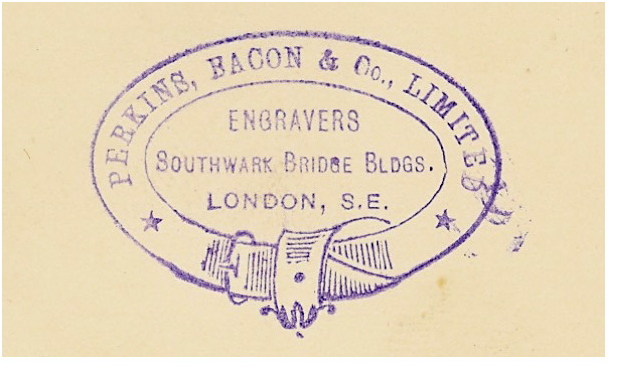 PERKINS, BACON & Co., LIMITED
ENGRAVERS
SOUTHWARK BRIDGE BLDGS.
LONDON, S.E.